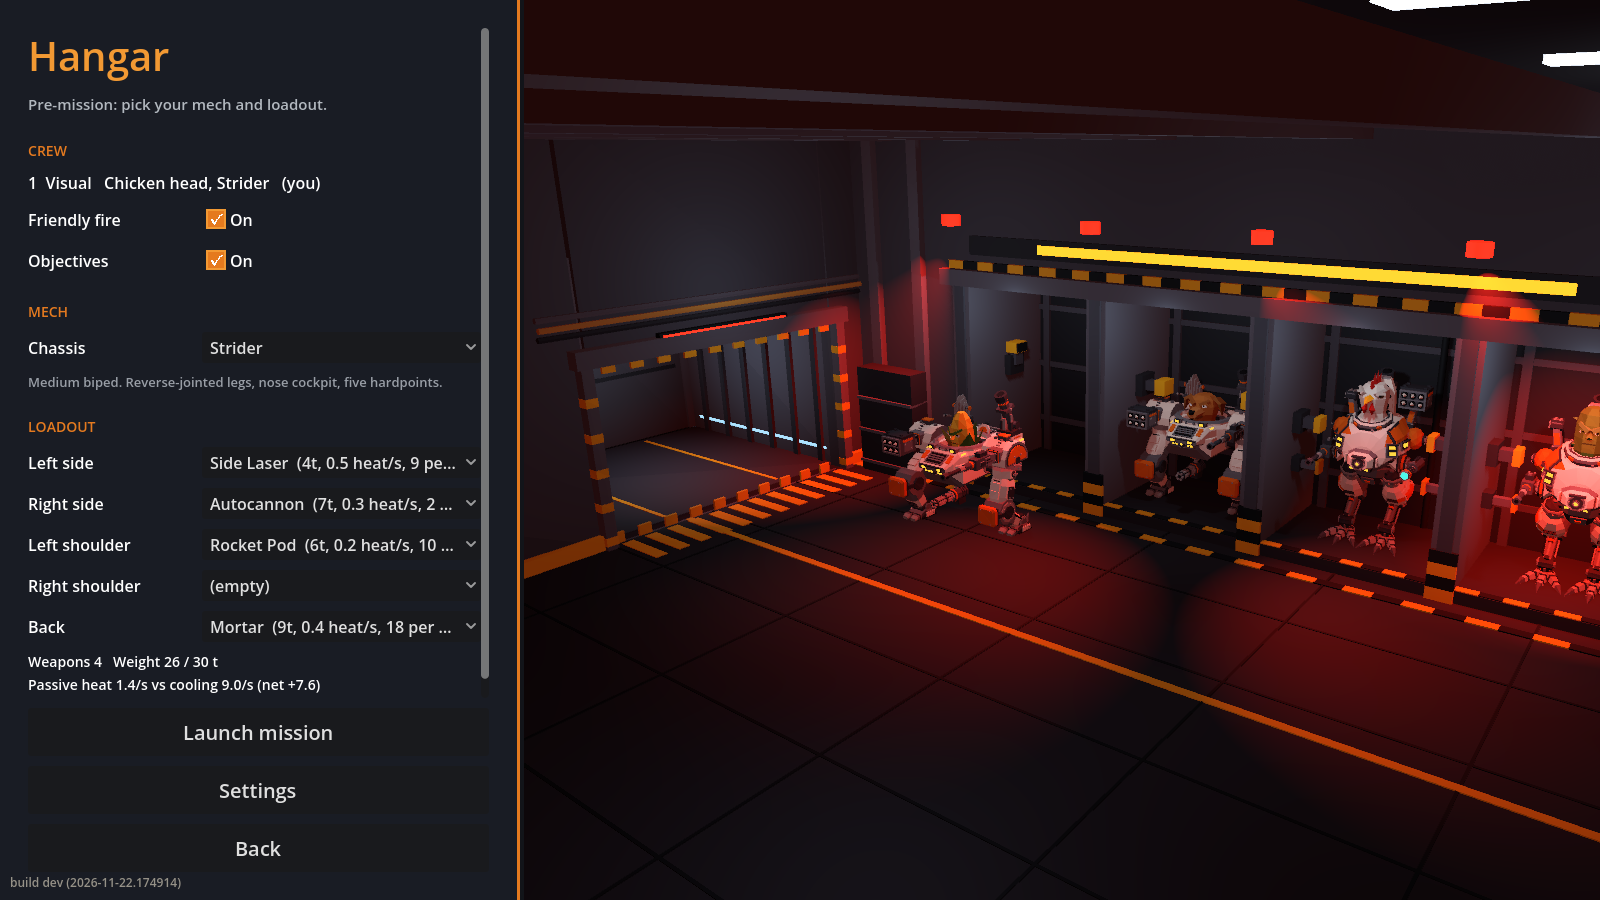 Hangar
Pre-mission: pick your mech and loadout.
CREW
1 Visual Chicken head, Strider (you)
Friendly fire On
Objectives On
MECH
Chassis Strider
Medium biped. Reverse-jointed legs, nose cockpit, five hardpoints.
LOADOUT
Left side Side Laser (4t, 0.5 heat/s, 9 pe...
Right side Autocannon (7t, 0.3 heat/s, 2 ...
Left shoulder Rocket Pod (6t, 0.2 heat/s, 10 ...
Right shoulder (empty)
Back Mortar (9t, 0.4 heat/s, 18 per ...
Weapons 4 Weight 26 / 30 t
Passive heat 1.4/s vs cooling 9.0/s (net +7.6)
Launch mission
Settings
Back
build dev (2026-11-22.174914)